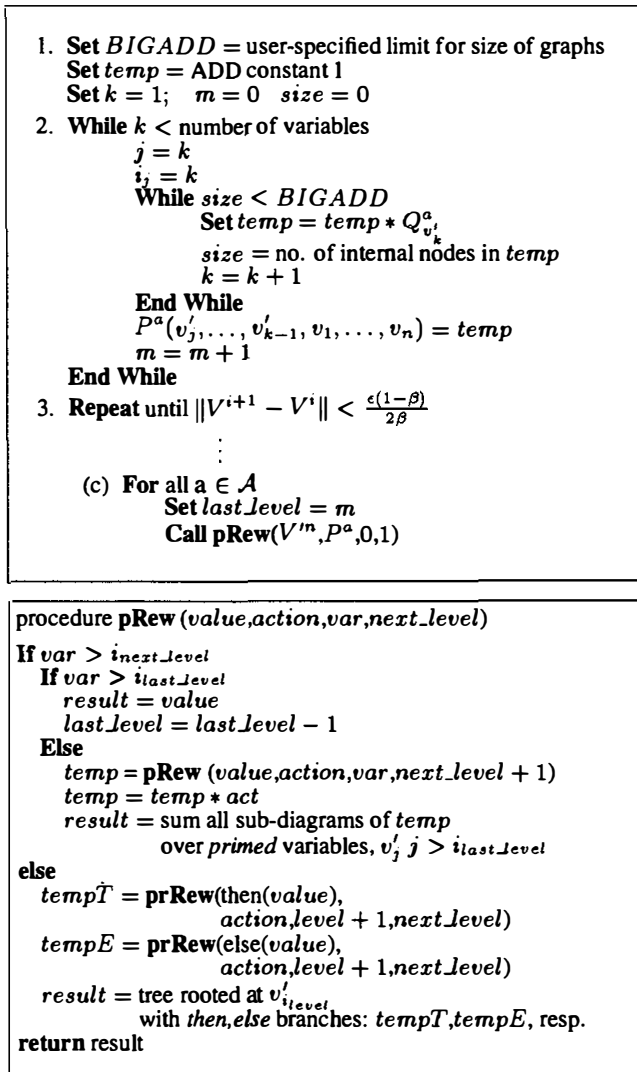 1. Set BIGADD = user-specified limit for size of graphs
Set temp = ADD constant 1
Set k = 1; m = 0 size = 0
2. While k < number of variables
j = k
i_j = k
While size < BIGADD
Set temp = temp * Q^a_{v'_k}
size = no. of internal nodes in temp
k = k + 1
End While
P^a(v'_j, ..., v'_{k-1}, v_1, ..., v_n) = temp
m = m + 1
End While
3. Repeat until ||V^{i+1} − V^i|| < ε(1−β)/2β
⋮
(c) For all a ∈ A
Set last_level = m
Call pRew(V'^n,P^a,0,1)
procedure pRew (value,action,var,next_level)
If var > i_{next_level}
If var > i_{last_level}
result = value
last_level = last_level − 1
Else
temp = pRew (value,action,var,next_level + 1)
temp = temp * act
result = sum all sub-diagrams of temp
over primed variables, v'_j j > i_{last_level}
else
tempT = prRew(then(value),
action,level + 1,next_level)
tempE = prRew(else(value),
action,level + 1,next_level)
result = tree rooted at v'_{i_{level}}
with then,else branches: tempT,tempE, resp.
return result